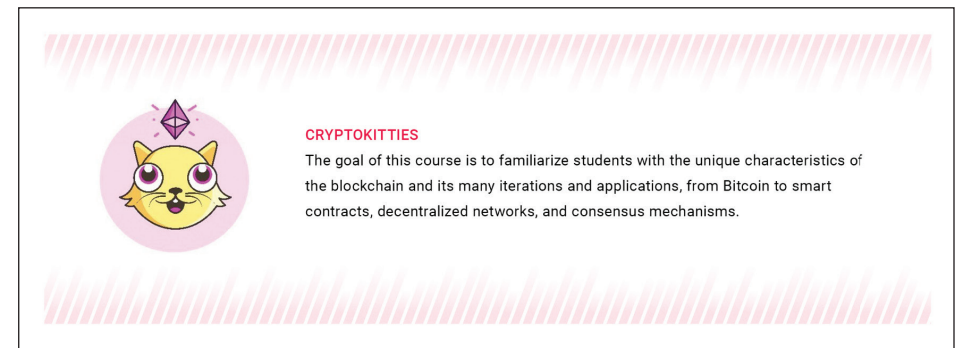 CRYPTOKITTIES
The goal of this course is to familiarize students with the unique characteristics of
the blockchain and its many iterations and applications, from Bitcoin to smart
contracts, decentralized networks, and consensus mechanisms.